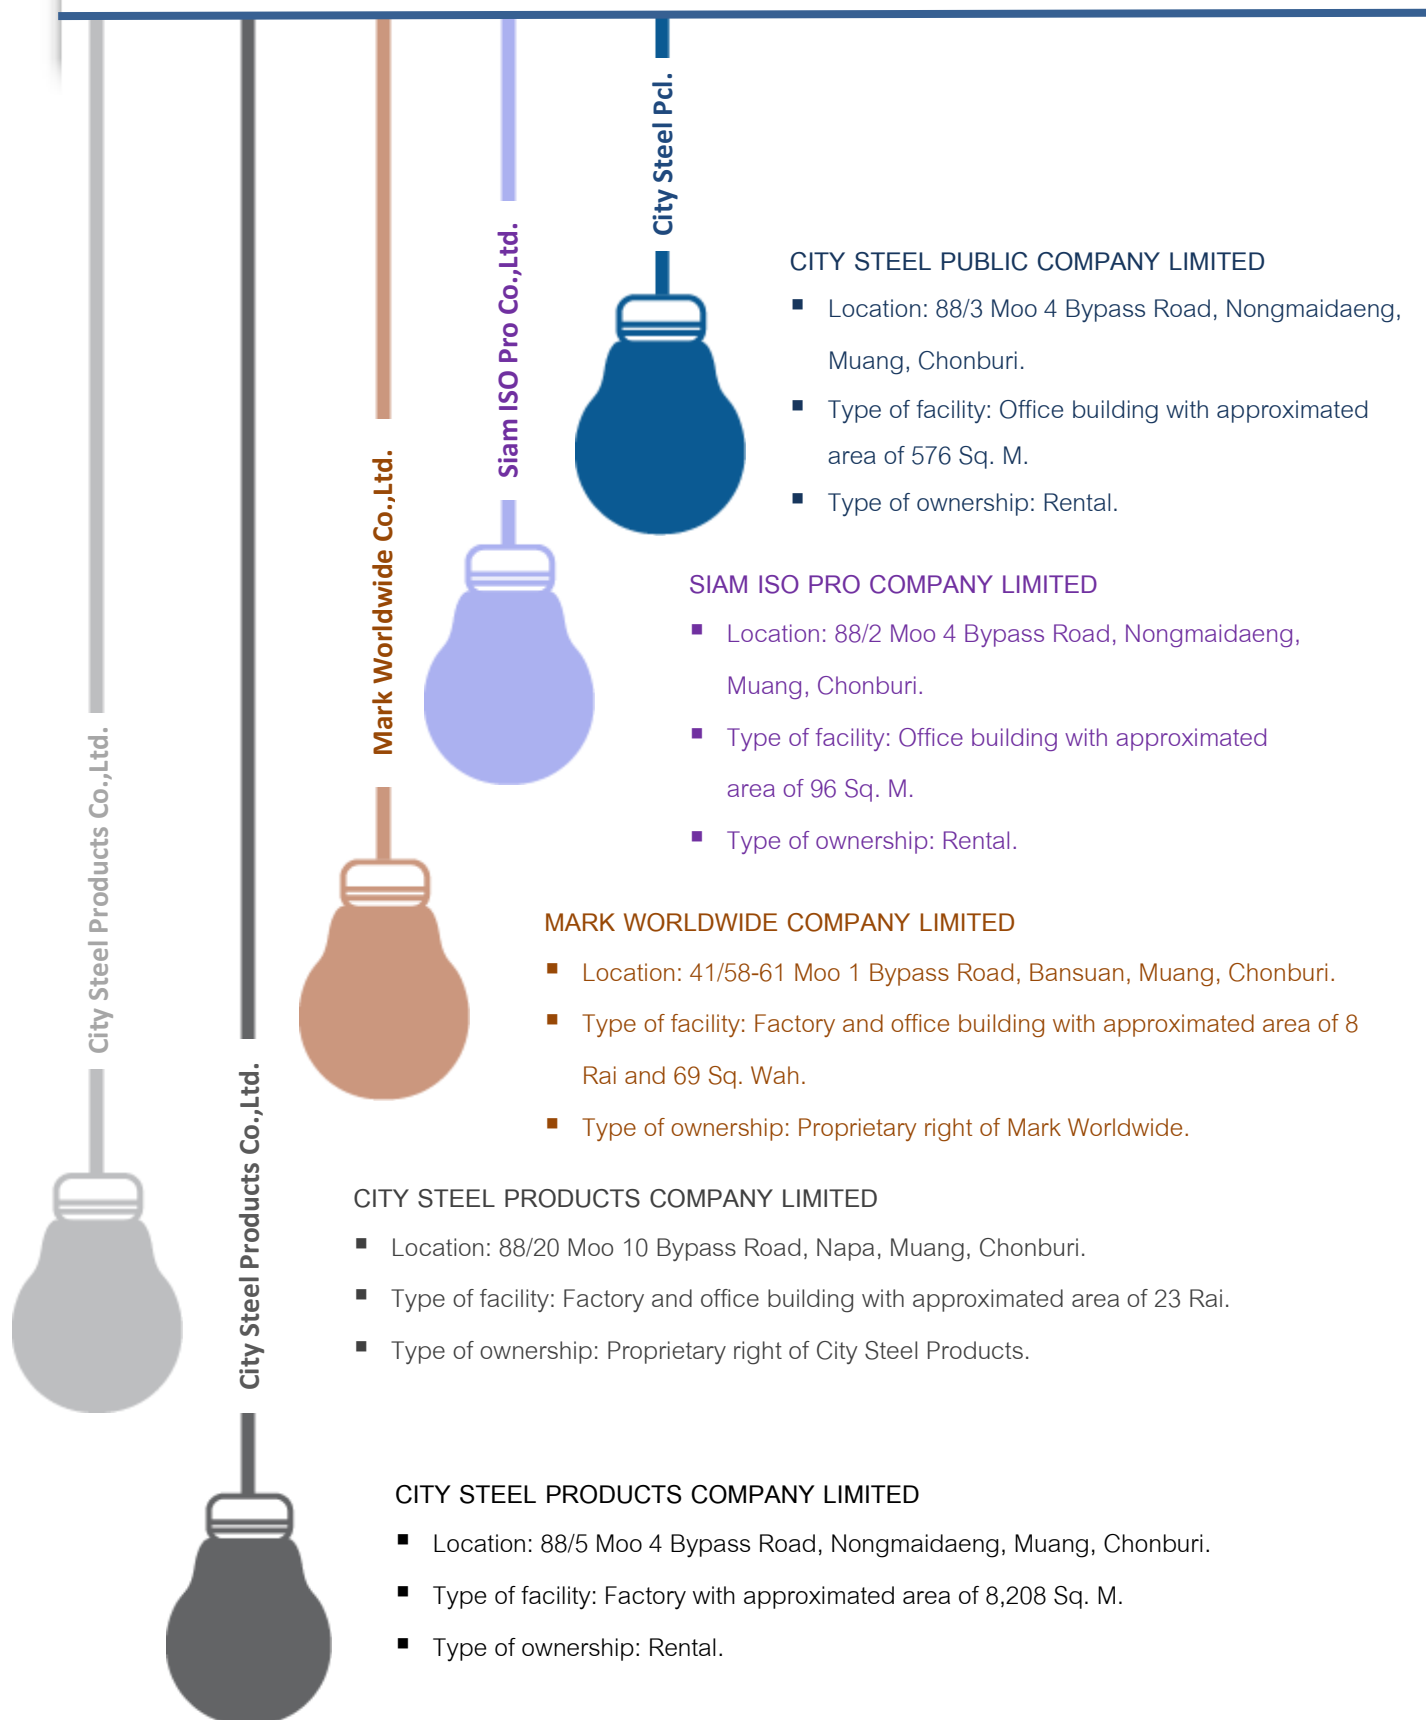 City Steel Pcl.
Siam ISO Pro Co.,Ltd.
Mark Worldwide Co.,Ltd.
City Steel Products Co.,Ltd.
City Steel Products Co.,Ltd.
CITY STEEL PUBLIC COMPANY LIMITED
▪ Location: 88/3 Moo 4 Bypass Road, Nongmaidaeng,
Muang, Chonburi.
▪ Type of facility: Office building with approximated
area of 576 Sq. M.
▪ Type of ownership: Rental.
SIAM ISO PRO COMPANY LIMITED
▪ Location: 88/2 Moo 4 Bypass Road, Nongmaidaeng,
Muang, Chonburi.
▪ Type of facility: Office building with approximated
area of 96 Sq. M.
▪ Type of ownership: Rental.
MARK WORLDWIDE COMPANY LIMITED
▪ Location: 41/58-61 Moo 1 Bypass Road, Bansuan, Muang, Chonburi.
▪ Type of facility: Factory and office building with approximated area of 8
Rai and 69 Sq. Wah.
▪ Type of ownership: Proprietary right of Mark Worldwide.
CITY STEEL PRODUCTS COMPANY LIMITED
▪ Location: 88/20 Moo 10 Bypass Road, Napa, Muang, Chonburi.
▪ Type of facility: Factory and office building with approximated area of 23 Rai.
▪ Type of ownership: Proprietary right of City Steel Products.
CITY STEEL PRODUCTS COMPANY LIMITED
▪ Location: 88/5 Moo 4 Bypass Road, Nongmaidaeng, Muang, Chonburi.
▪ Type of facility: Factory with approximated area of 8,208 Sq. M.
▪ Type of ownership: Rental.